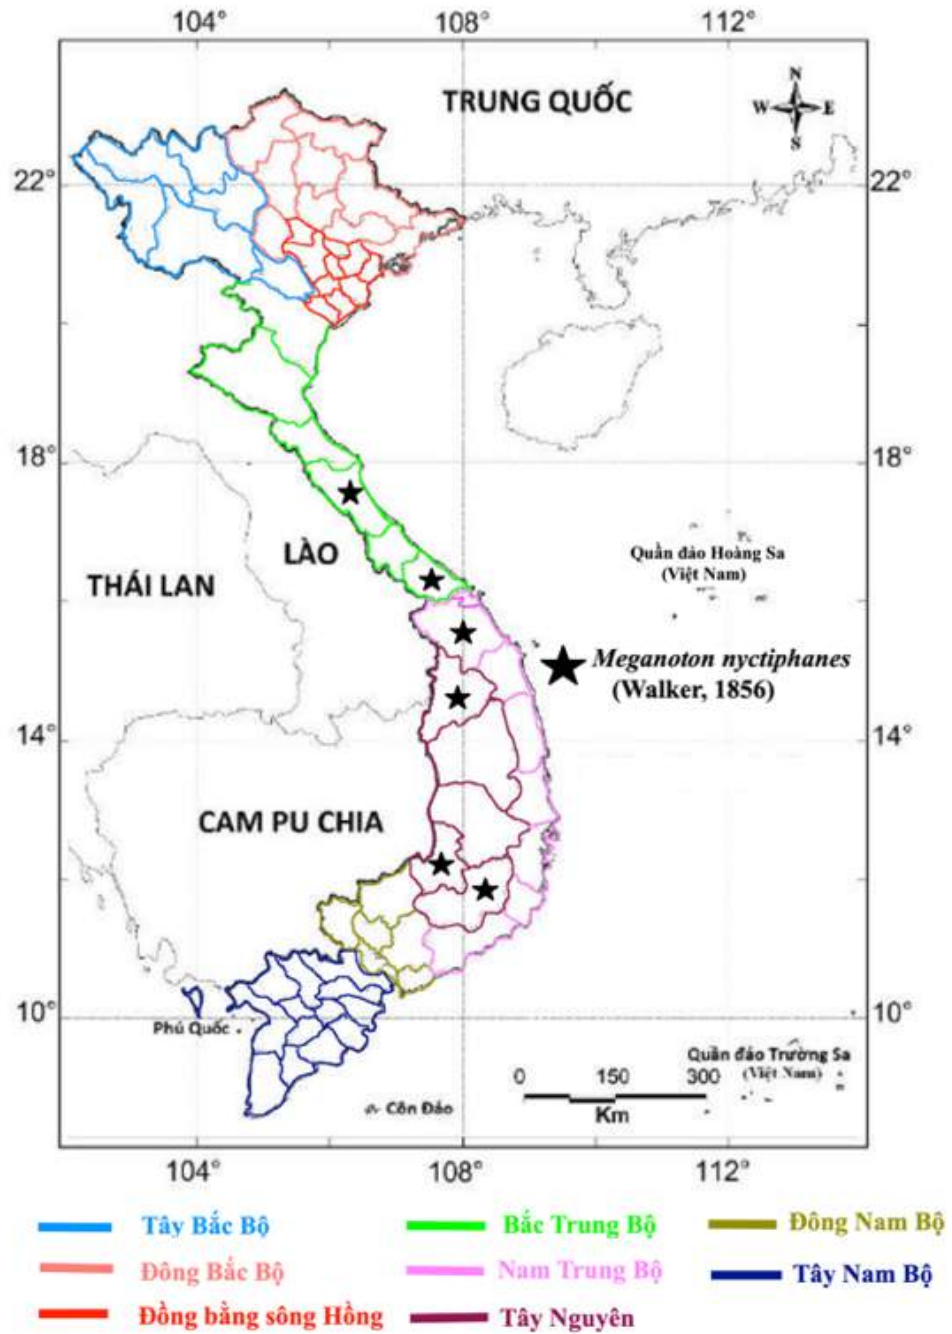 104° 108° 112°
TRUNG QUỐC
N
W E
S
22° 22°
18° 18°
LÀO
THÁI LAN
Quần đảo Hoàng Sa
(Việt Nam)
Meganoton nyctiphanes
(Walker, 1856)
14° 14°
CAM PU CHIA
10° 10°
Phú Quốc
Quần đảo Trường Sa
(Việt Nam)
0 150 300
Km
Côn Đảo
104° 108° 112°
Tây Bắc Bộ Bắc Trung Bộ Đông Nam Bộ
Đông Bắc Bộ Nam Trung Bộ Tây Nam Bộ
Đồng bằng sông Hồng Tây Nguyên